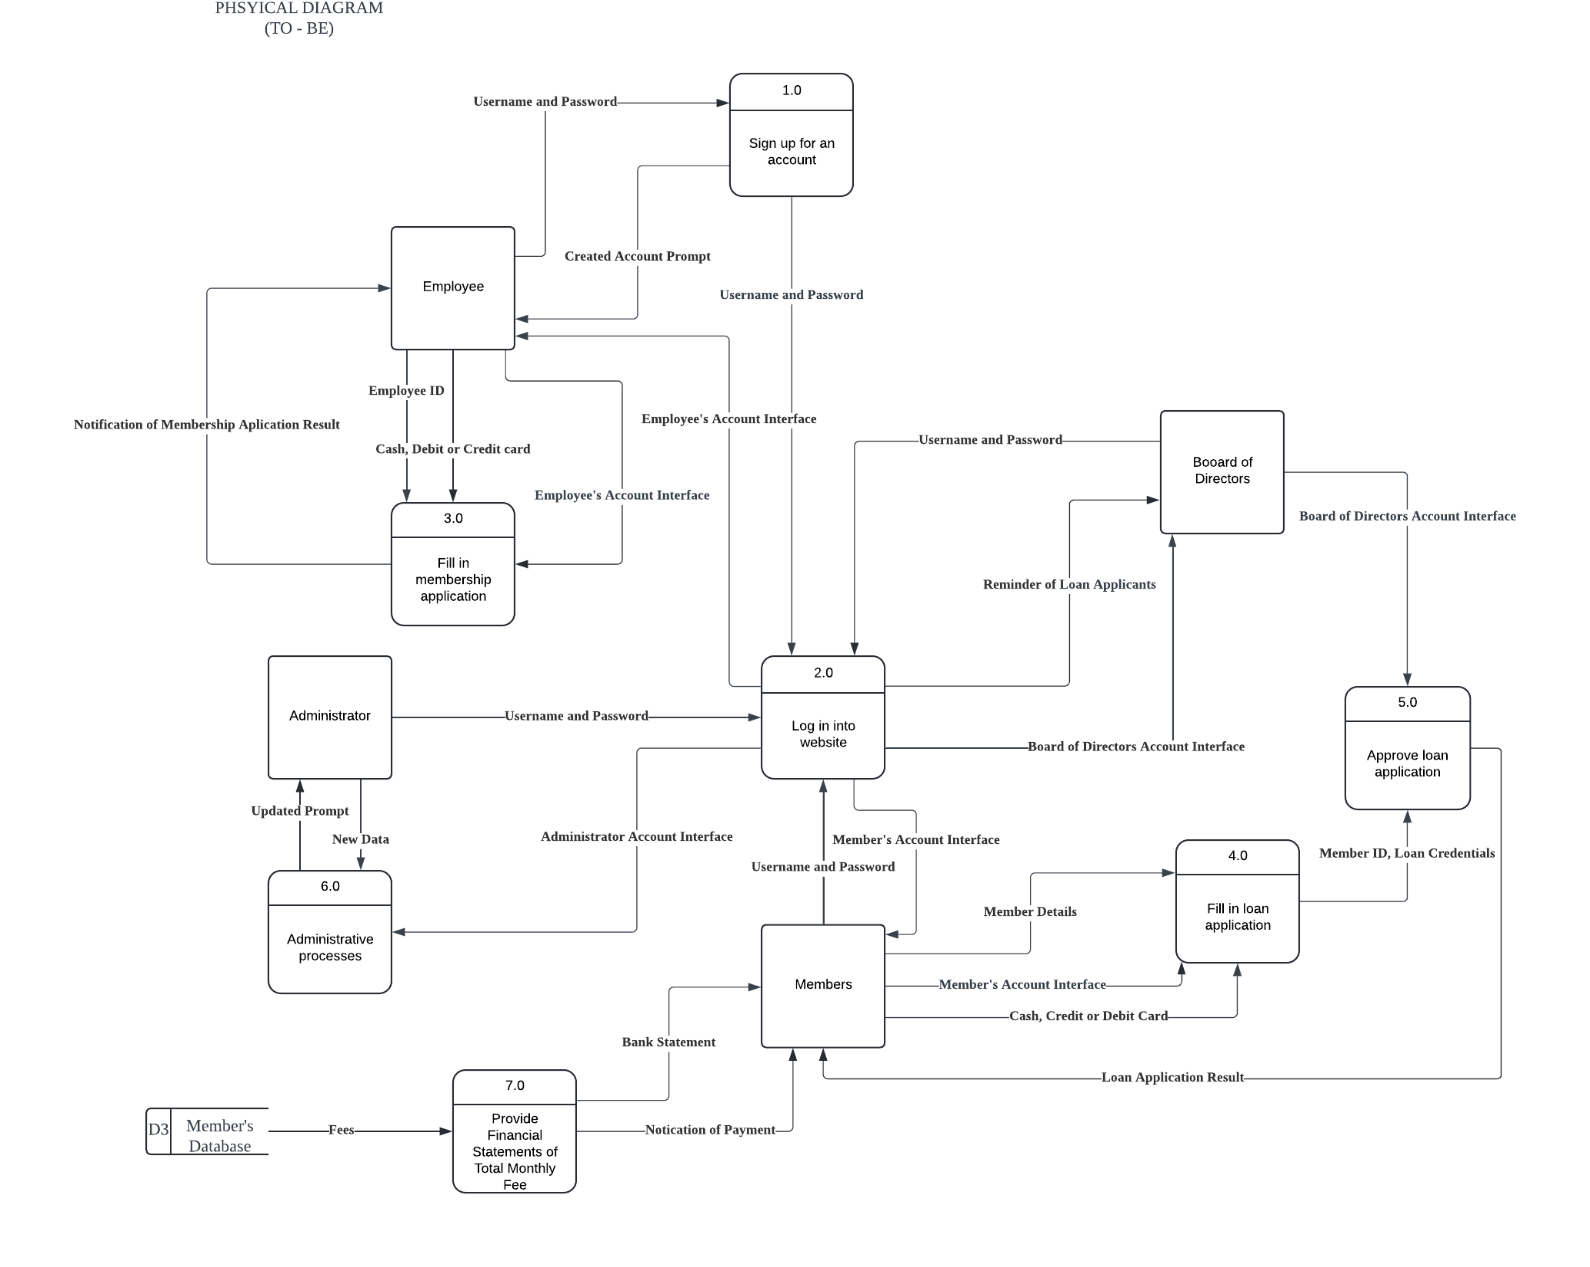 PHSYICAL DIAGRAM
(TO - BE)
1.0
Username and Password
Sign up for an
account
Created Account Prompt
Employee
Username and Password
Employee ID
Employee's Account Interface
Notification of Membership Aplication Result
Username and Password
Cash, Debit or Credit card
Booard of
Directors
Employee's Account Interface
3.0
Board of Directors Account Interface
Fill in
membership
application
Reminder of Loan Applicants
2.0
5.0
Administrator
Username and Password
Log in into
website
Board of Directors Account Interface
Approve loan
application
Updated Prompt
New Data
Administrator Account Interface
Member's Account Interface
Member ID, Loan Credentials
4.0
Username and Password
6.0
Member Details
Fill in loan
application
Administrative
processes
Members
Member's Account Interface
Cash, Credit or Debit Card
Bank Statement
Loan Application Result
7.0
D3
Member's
Database
Fees
Provide
Financial
Statements of
Total Monthly
Fee
Notication of Payment